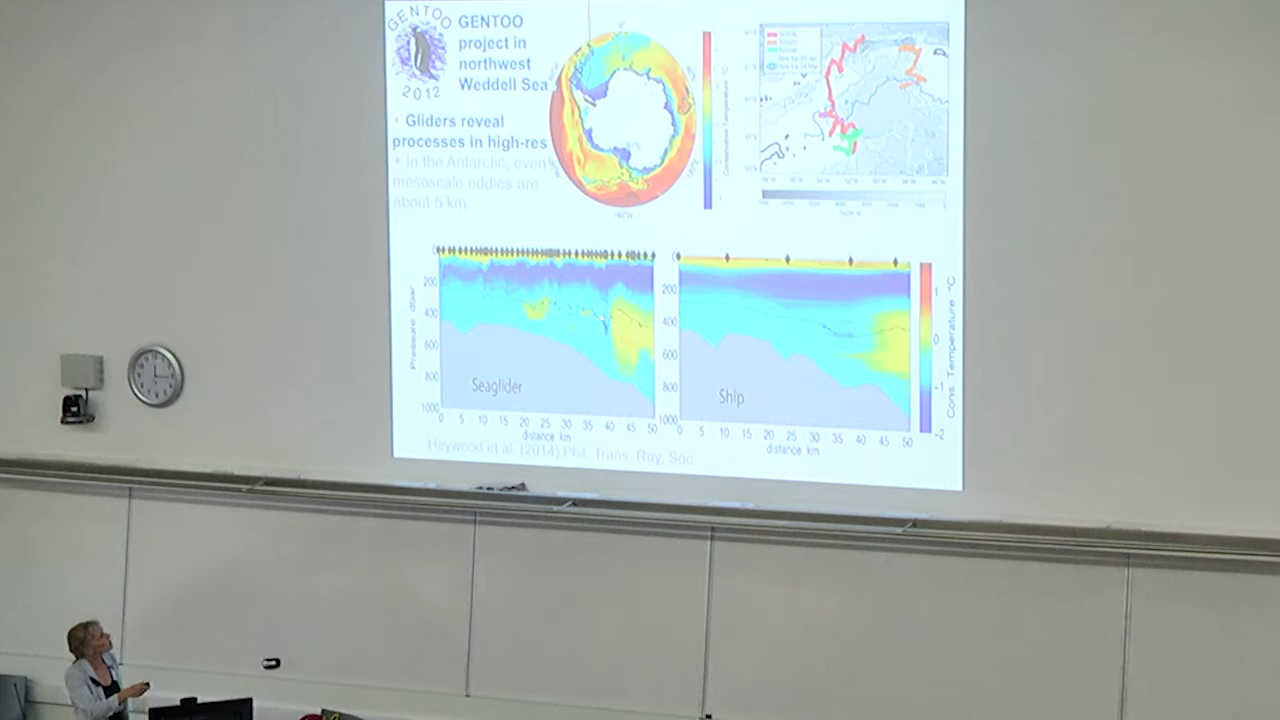 GENTOO
2012
GENTOO
project in
northwest
Weddell Sea
• Gliders reveal
processes in high-res
• In the Antarctic, even
mesoscale eddies are
about 5 km
180°W
0
200
400
600
800
1000
Pressure dbar
Seaglider
0 5 10 15 20 25 30 35 40 45 50
distance km
0
200
400
600
800
1000
Ship
0 5 10 15 20 25 30 35 40 45 50
distance km
1
0
-1
-2
Cons. Temperature °C
Haywood et al. (2014) Phil. Trans. Roy. Soc.